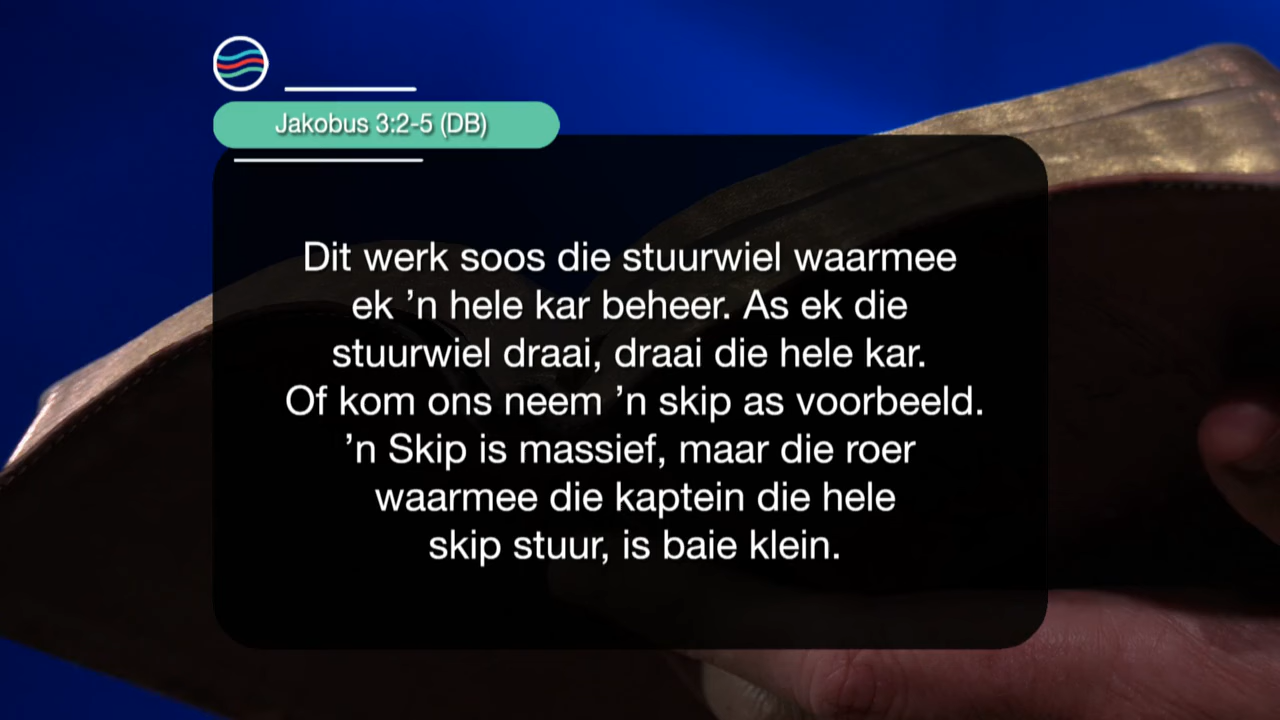 Jakobus 3:2-5 (DB)
Dit werk soos die stuurwiel waarmee
ek ’n hele kar beheer. As ek die
stuurwiel draai, draai die hele kar.
Of kom ons neem ’n skip as voorbeeld.
’n Skip is massief, maar die roer
waarmee die kaptein die hele
skip stuur, is baie klein.